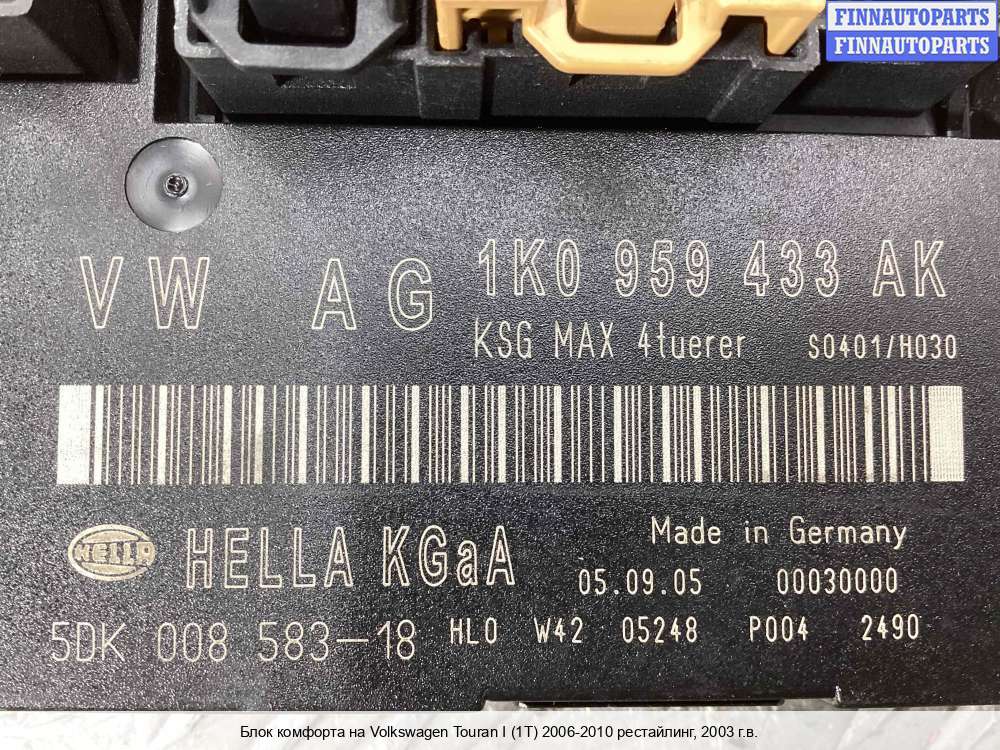 FINNAUTOPARTS
FINNAUTOPARTS
VW AG 1K0 959 433 AK
KSG MAX 4tuerer S0401/H030
HELLA HELLA KGaA Made in Germany
05.09.05 00030000
5DK 008 583-18 HLO W42 05248 P004 2490
Блок комфорта на Volkswagen Touran I (1T) 2006-2010 рестайлинг, 2003 г.в.